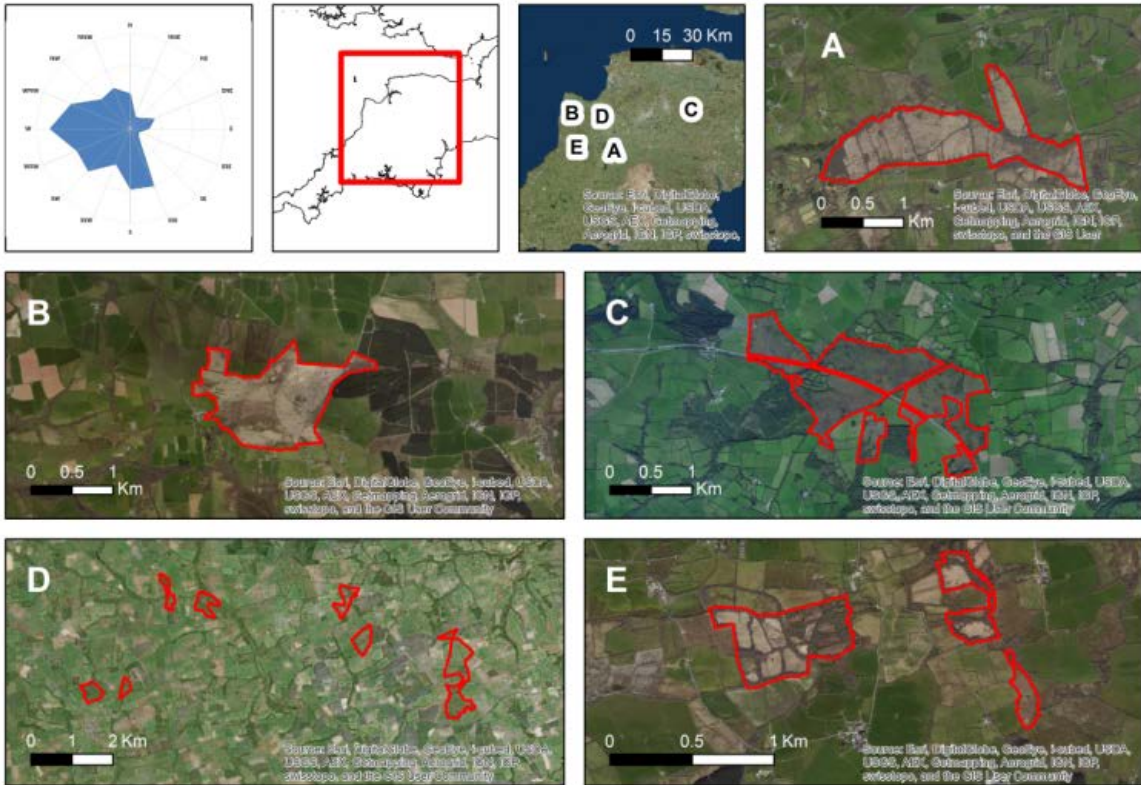 0 15 30 Km
B D C
E A
Source: Esri, DigitalGlobe,
GeoEye, i-cubed, USDA,
USGS, AEX, Getmapping,
Aerogrid, IGN, IGP, swisstopo,
A
0 0.5 1
Km
Source: Esri, DigitalGlobe, GeoEye,
i-cubed, USDA, USGS, AEX,
Getmapping, Aerogrid, IGN, IGP,
swisstopo, and the GIS User
B
0 0.5 1
Km
Source: Esri, DigitalGlobe, GeoEye, i-cubed, USDA,
USGS, AEX, Getmapping, Aerogrid, IGN, IGP,
swisstopo, and the GIS User Community
C
0 0.5 1
Km
Source: Esri, DigitalGlobe, GeoEye, i-cubed, USDA,
USGS, AEX, Getmapping, Aerogrid, IGN, IGP,
swisstopo, and the GIS User Community
D
0 1 2 Km
Source: Esri, DigitalGlobe, GeoEye, i-cubed, USDA,
USGS, AEX, Getmapping, Aerogrid, IGN, IGP,
swisstopo, and the GIS User Community
E
0 0.5 1
Km
Source: Esri, DigitalGlobe, GeoEye, i-cubed, USDA,
USGS, AEX, Getmapping, Aerogrid, IGN, IGP,
swisstopo, and the GIS User Community